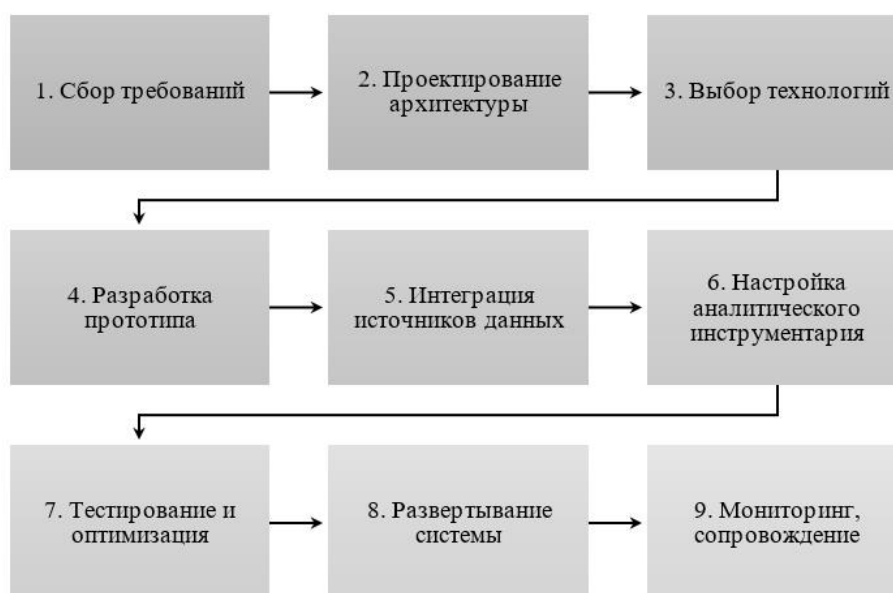 1. Сбор требований
2. Проектирование
архитектуры
3. Выбор технологий
4. Разработка
прототипа
5. Интеграция
источников данных
6. Настройка
аналитического
инструментария
7. Тестирование и
оптимизация
8. Развертывание
системы
9. Мониторинг,
сопровождение